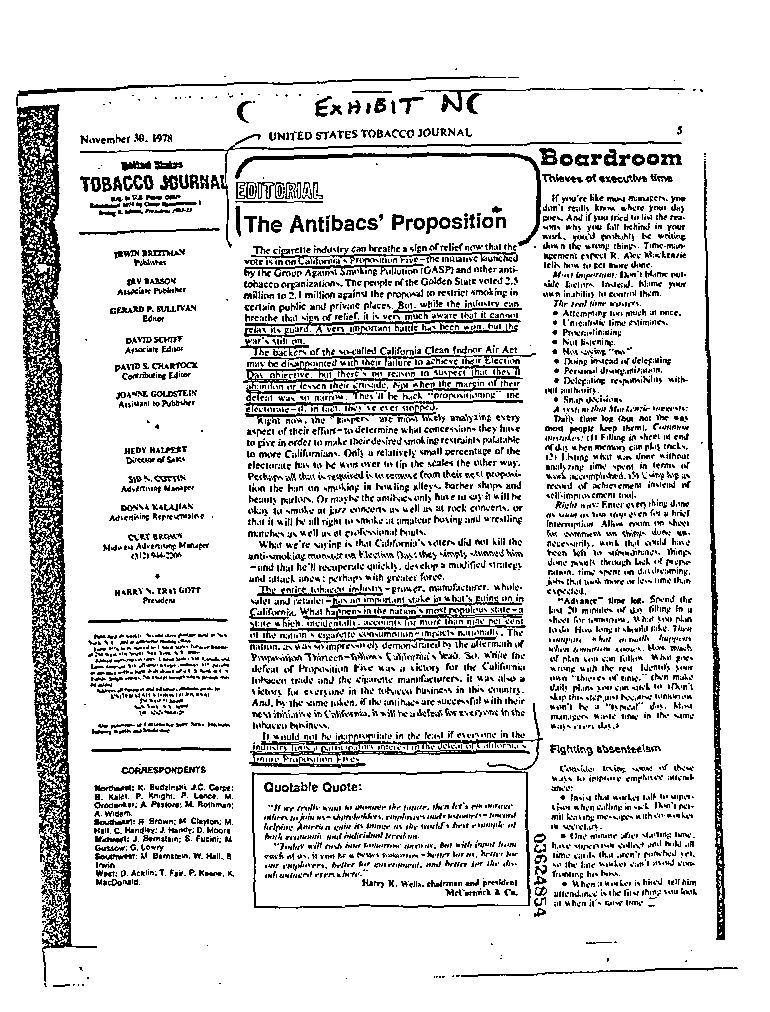 C EXHIBIT NC
November 30, 1978
UNITED STATES TOBACCO JOURNAL
5
United States
TOBACCO JOURNAL
IRWIN BREITMAN
Publisher
IRV BABSON
Associate Publisher
GERARD P. SULLIVAN
Editor
DAVID SCHIFF
Associate Editor
DAVID S. CHARTOCK
Contributing Editor
JOANNE GOLDSTEIN
Assistant to Publisher
HEDY HALPERT
Director of Sales
Advertising Manager
DONNA KALAJIAN
Advertising Representative
CURT BROWN
Midwest Advertising Manager
(312) 944-2206
HARRY N. TRAYGOTT
President
CORRESPONDENTS
Northeast: K. Budzinski, J.C. Carpe;
B. Kalet, P. Knight, P. Lance, M.
Orodenker; A. Pastore; M. Rothman;
A. Widem.
Southeast: R. Brown; M. Clayton; M.
Hall, C. Handley; J. Handy; D. Moore
Midwest: J. Bernstein; S. Fucini; M.
Gussow; G. Lowry
Southwest: M. Bernstein, W. Hall, B
Irwin
West: D. Acklin; T. Fair, P. Keane, K.
MacDonald.
EDITORIAL
The Antibacs' Proposition
The cigarette industry can breathe a sign of relief now that the
vote is in on California's Proposition Five—the initiative launched
by the Group Against Smoking Pollution (GASP) and other anti-
tobacco organizations. The people of the Golden State voted 2.5
million to 2.1 million against the proposal to restrict smoking in
certain public and private places. But, while the industry can
breathe that sign of relief, it is very much aware that it cannot
relax its guard. A very important battle has been won, but the
war's still on.
The backers of the so-called California Clean Indoor Air Act
may be disappointed with their failure to achieve their Election
Day objective, but there's no reason to suspect that they'll
abandon or lessen their crusade. Not when the margin of their
defeat was so narrow. They'll be back "propositioning" the
electorate—if, in fact, they've ever stopped.
Right now, the "Gaspers" are most likely analyzing every
aspect of their effort—to determine what concessions they have
to give in order to make their desired smoking restraints palatable
to more Californians. Only a relatively small percentage of the
electorate has to be won over to tip the scales the other way.
Perhaps all that is required is to remove from their next proposi-
tion the ban on smoking in bowling alleys, barber shops and
beauty parlors. Or maybe the antibacs only have to say it will be
okay to smoke at jazz concerts as well as at rock concerts, or
that it will be all right to smoke at amateur boxing and wrestling
matches as well as at professional bouts.
What we're saying is that California's voters did not kill the
anti-smoking monster on Election Day; they simply stunned him
—and that he'll recuperate quickly, develop a modified strategy
and attack anew; perhaps with greater force.
The entire tobacco industry—grower, manufacturer, whole-
saler and retailer—has an important stake in what's going on in
California. What happens in the nation's most populous state—a
state which, incidentally, accounts for more than nine per cent
of the nation's cigarette consumption—impacts nationally. The
nation, as was so impressively demonstrated by the aftermath of
Proposition Thirteen—follows California's lead. So, while the
defeat of Proposition Five was a victory for the California
tobacco trade and the cigarette manufacturers, it was also a
victory for everyone in the tobacco business in this country.
And, by the same token, if the antibacs are successful with their
next initiative in California, it will be a defeat for everyone in the
tobacco business.
It would not be inappropriate in the least if everyone in the
industry took a participatory interest in the defeat of California's
future Proposition Fives.
Quotable Quote:
"If we really want to measure the future, then let's encourage
others to join us—shareholders, employees and customers—toward
helping America gain its image as the world's best example of
both economic and individual freedom.
"Today will rush into tomorrow anyway, but with input from
each of us, it can be a better tomorrow—better for us, better for
our employees, better for government, and better for the dis-
advantaged everywhere."
Harry K. Wells, chairman and president
McCormick & Co.
Boardroom
Thieves of executive time
If you're like most managers, you
don't really know where your day
goes. And if you tried to list the rea-
sons why you fall behind in your
work, you'd probably be writing
down the wrong things. Time-man-
agement expert R. Alec Mackenzie
tells how to get more done.
Most important: Don't blame out-
side factors. Instead, blame your
own inability to control them.
The real time wasters:
• Attempting too much at once.
• Unrealistic time estimates.
• Procrastinating
• Not listening.
• Not saying "no"
• Doing instead of delegating
• Personal disorganization.
• Delegating responsibility with-
out authority.
• Snap decisions.
A system that Mackenzie suggests:
Daily time log (but not the way
most people keep them). Common
mistakes: (1) Filling in sheet at end
of day when memory can play tricks.
(2) Listing what was done without
analyzing time spent in terms of
work accomplished. (3) Using log as
record of achievement instead of
self-improvement tool.
Right way: Enter everything done
as soon as you stop even for a brief
interruption. Allow room on sheet
for comment on things done un-
necessarily, work that could have
been left to subordinates, things
done poorly through lack of prepa-
ration, time spent on daydreaming,
jobs that took more or less time than
expected.
"Advance" time log. Spend the
last 20 minutes of day filling in a
sheet for tomorrow. What you plan
to do. How long it should take. Then
compare what actually happens
when tomorrow comes. How much
of plan you can follow. What goes
wrong with the rest. Identify your
own "thieves of time," then make
daily plans you can stick to. (Don't
skip this step just because tomorrow
won't be a "typical" day. Most
managers waste time in the same
ways every day.)
Fighting absenteeism
Consider trying some of these
ways to improve employee attend-
ance:
• Insist that worker talk to super-
visor when calling in sick. Don't per-
mit leaving messages with co-worker
or secretary.
• One minute after starting time,
have supervisor collect and hold all
time cards that aren't punched yet,
so the late worker can't avoid con-
fronting his boss.
• When a worker is hired, tell him
attendance is the first thing you look
at when it's raise time
03624854